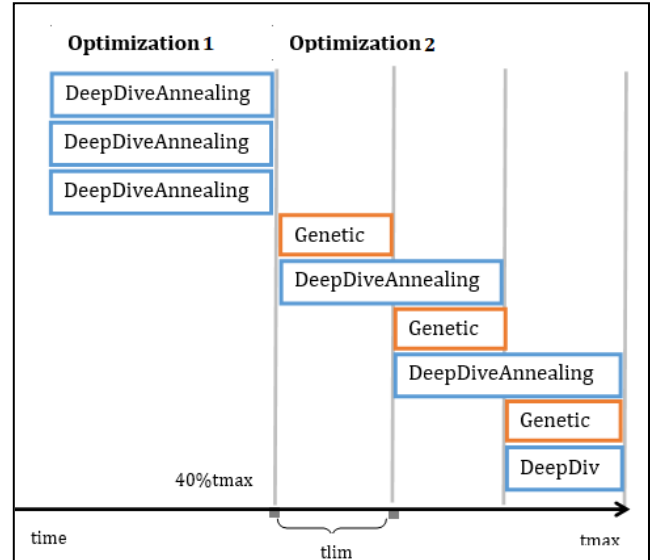 Optimization 1 Optimization 2
DeepDiveAnnealing
DeepDiveAnnealing
DeepDiveAnnealing
Genetic
DeepDiveAnnealing
Genetic
DeepDiveAnnealing
Genetic
DeepDiv
40%tmax
time
tlim
tmax